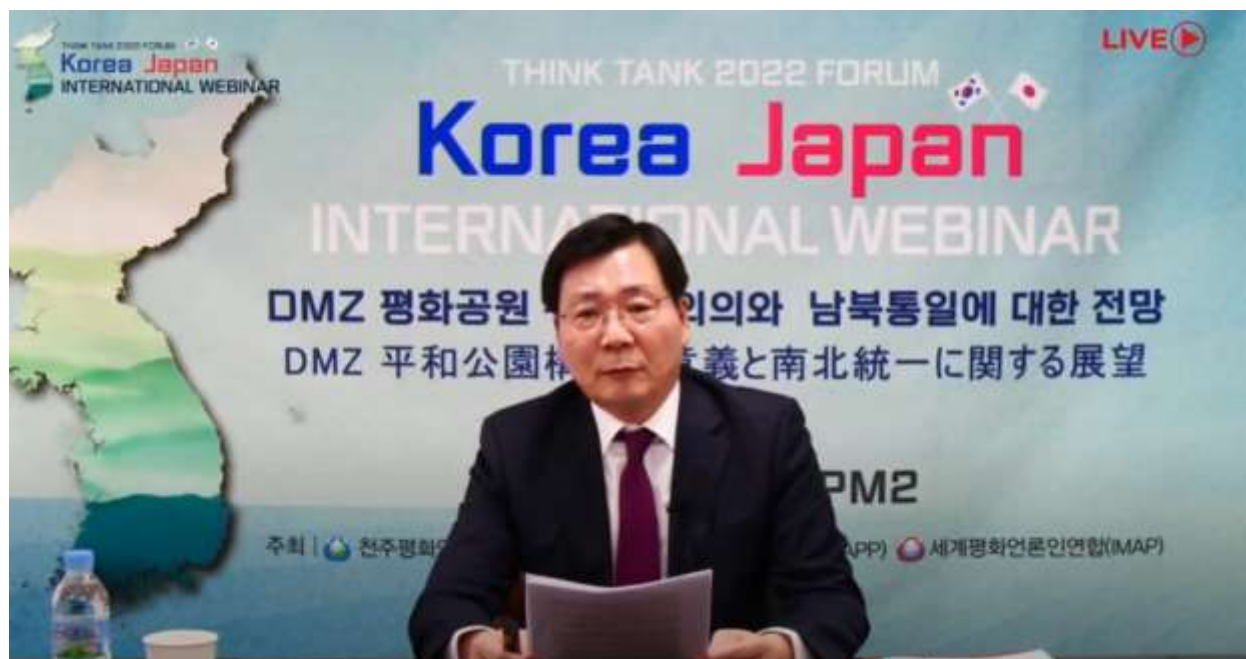 THINK TANK 2022 FORUM
Korea Japan
INTERNATIONAL WEBINAR
LIVE
THINK TANK 2022 FORUM
Korea Japan
INTERNATIONAL WEBINAR
DMZ 평화공원 의의와 남북통일에 대한 전망
DMZ 平和公園構 意義と南北統一に関する展望
PM2
주최 | 천주평화연 APP) 세계평화언론인연합(IMAP)